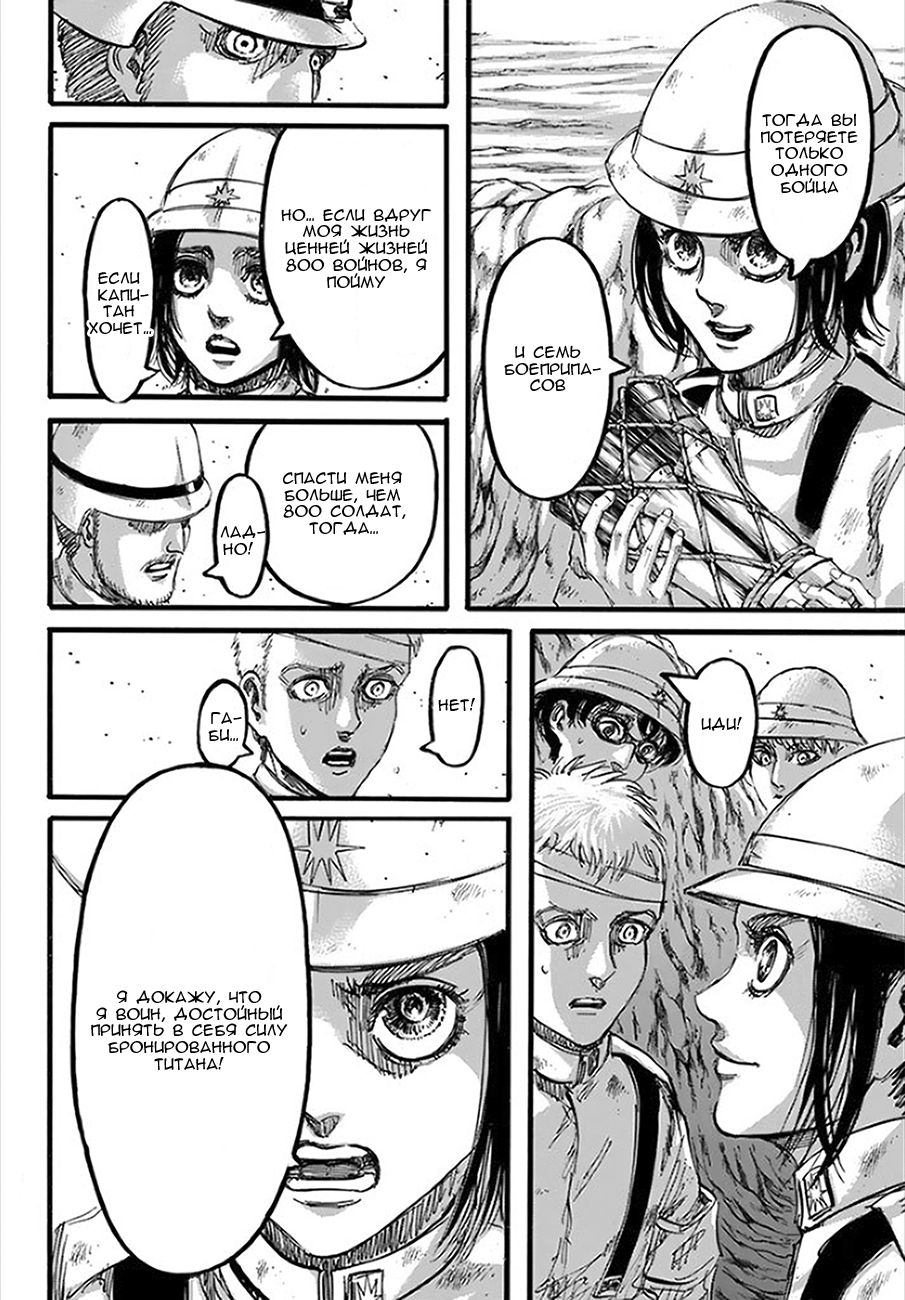 ТОГДА ВЫ
ПОТЕРЯЕТЕ
ТОЛЬКО
ОДНОГО
БОЙЦА
И СЕМЬ
БОЕПРИПА-
СОВ
НО... ЕСЛИ ВДРУГ
МОЯ ЖИЗНЬ
ЦЕННЕЙ ЖИЗНЕЙ
800 ВОЙНОВ, Я
ПОЙМУ
ЕСЛИ
КАПИ-
ТАН
ХОЧЕТ...
СПАСТИ МЕНЯ
БОЛЬШЕ, ЧЕМ
800 СОЛДАТ,
ТОГДА...
ЛАД-
НО!
ИДИ!
НЕТ!
ГА-
БИ...
Я ДОКАЖУ, ЧТО
Я ВОИН, ДОСТОЙНЫЙ
ПРИНЯТЬ В СЕБЯ СИЛУ
БРОНИРОВАННОГО
ТИТАНА!